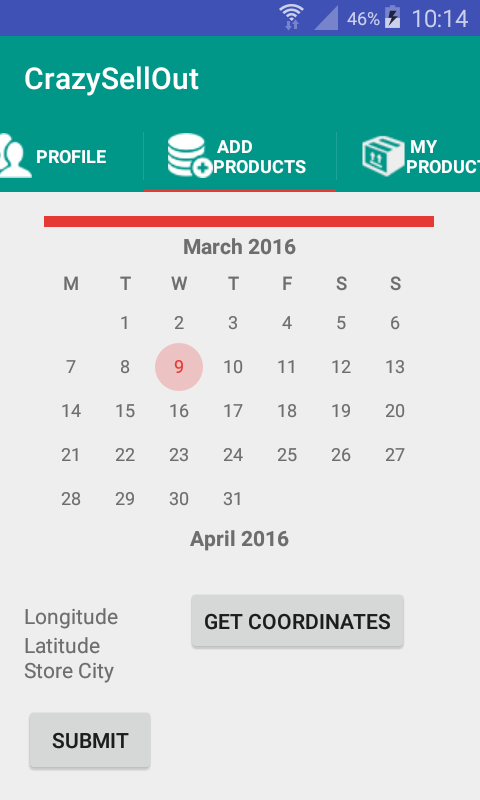 46% 10:14
CrazySellOut
PROFILE
ADD
PRODUCTS
MY
PRODUCT
March 2016
M T W T F S S
1 2 3 4 5 6
7 8 9 10 11 12 13
14 15 16 17 18 19 20
21 22 23 24 25 26 27
28 29 30 31
April 2016
Longitude
GET COORDINATES
Latitude
Store City
SUBMIT